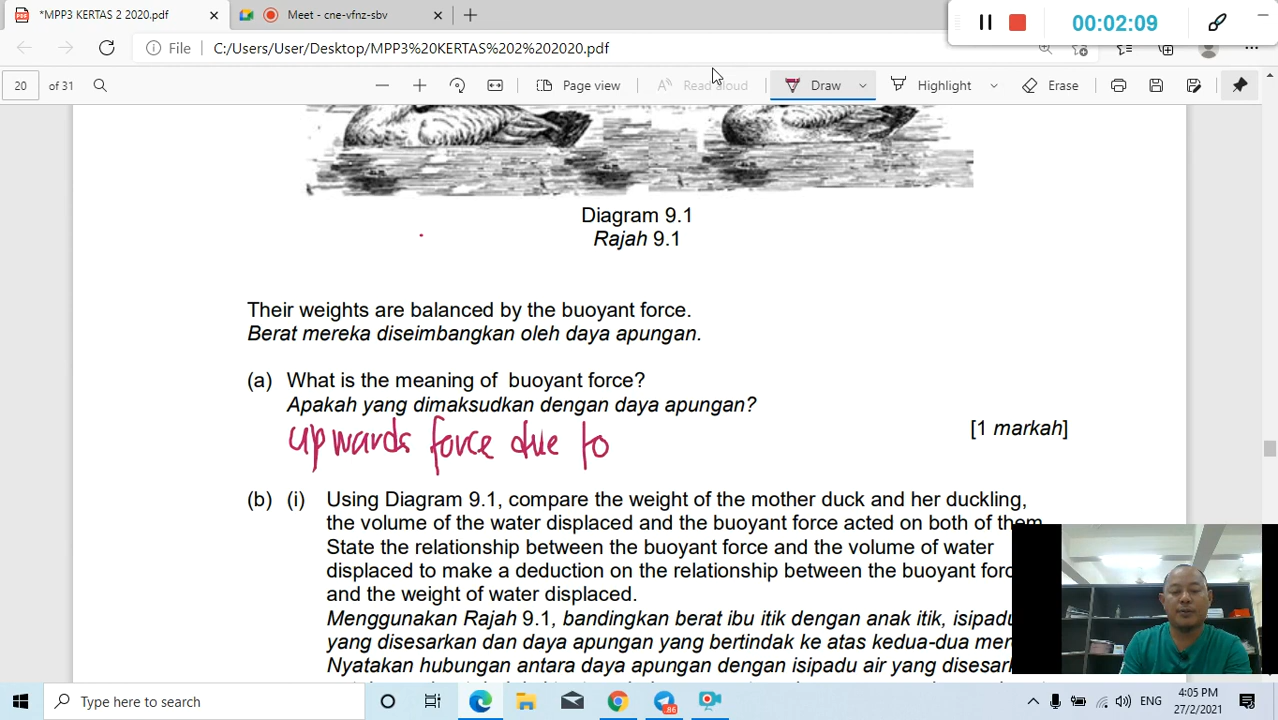 *MPP3 KERTAS 2 2020.pdf
Meet - cne-vfnz-sbv
00:02:09
File C:/Users/User/Desktop/MPP3%20KERTAS%202%202020.pdf
20 of 31 Page view Read aloud Draw Highlight Erase
Diagram 9.1
Rajah 9.1
Their weights are balanced by the buoyant force.
Berat mereka diseimbangkan oleh daya apungan.
(a) What is the meaning of buoyant force?
Apakah yang dimaksudkan dengan daya apungan?
[1 markah]
upwards force due to
(b) (i) Using Diagram 9.1, compare the weight of the mother duck and her duckling,
the volume of the water displaced and the buoyant force acted on both of them.
State the relationship between the buoyant force and the volume of water
displaced to make a deduction on the relationship between the buoyant forc
and the weight of water displaced.
Menggunakan Rajah 9.1, bandingkan berat ibu itik dengan anak itik, isipadu
yang disesarkan dan daya apungan yang bertindak ke atas kedua-dua mer
Nyatakan hubungan antara daya apungan dengan isipadu air yang disesark
Type here to search
86
ENG
4:05 PM
27/2/2021